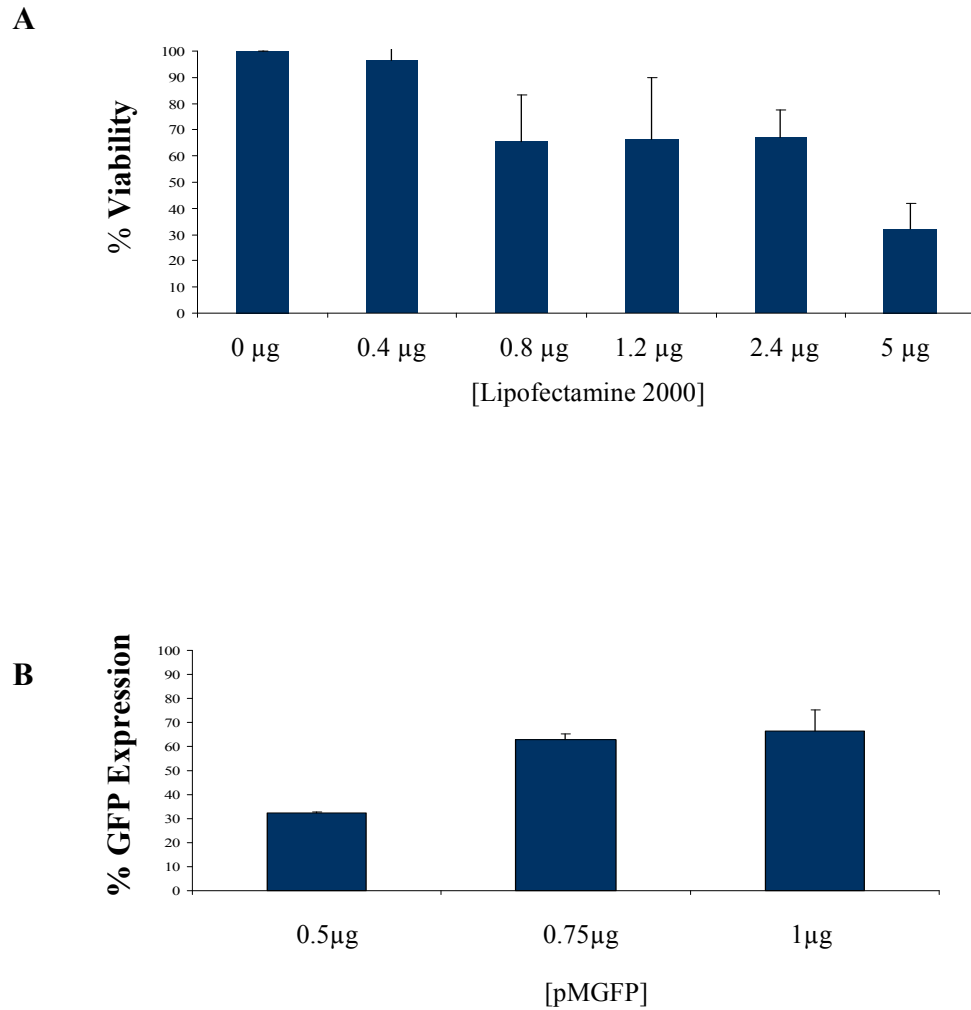 A
% Viability
100
90
80
70
60
50
40
30
20
10
0
0 µg 0.4 µg 0.8 µg 1.2 µg 2.4 µg 5 µg
[Lipofectamine 2000]
B
% GFP Expression
100
90
80
70
60
50
40
30
20
10
0
0.5µg 0.75µg 1µg
[pMGFP]